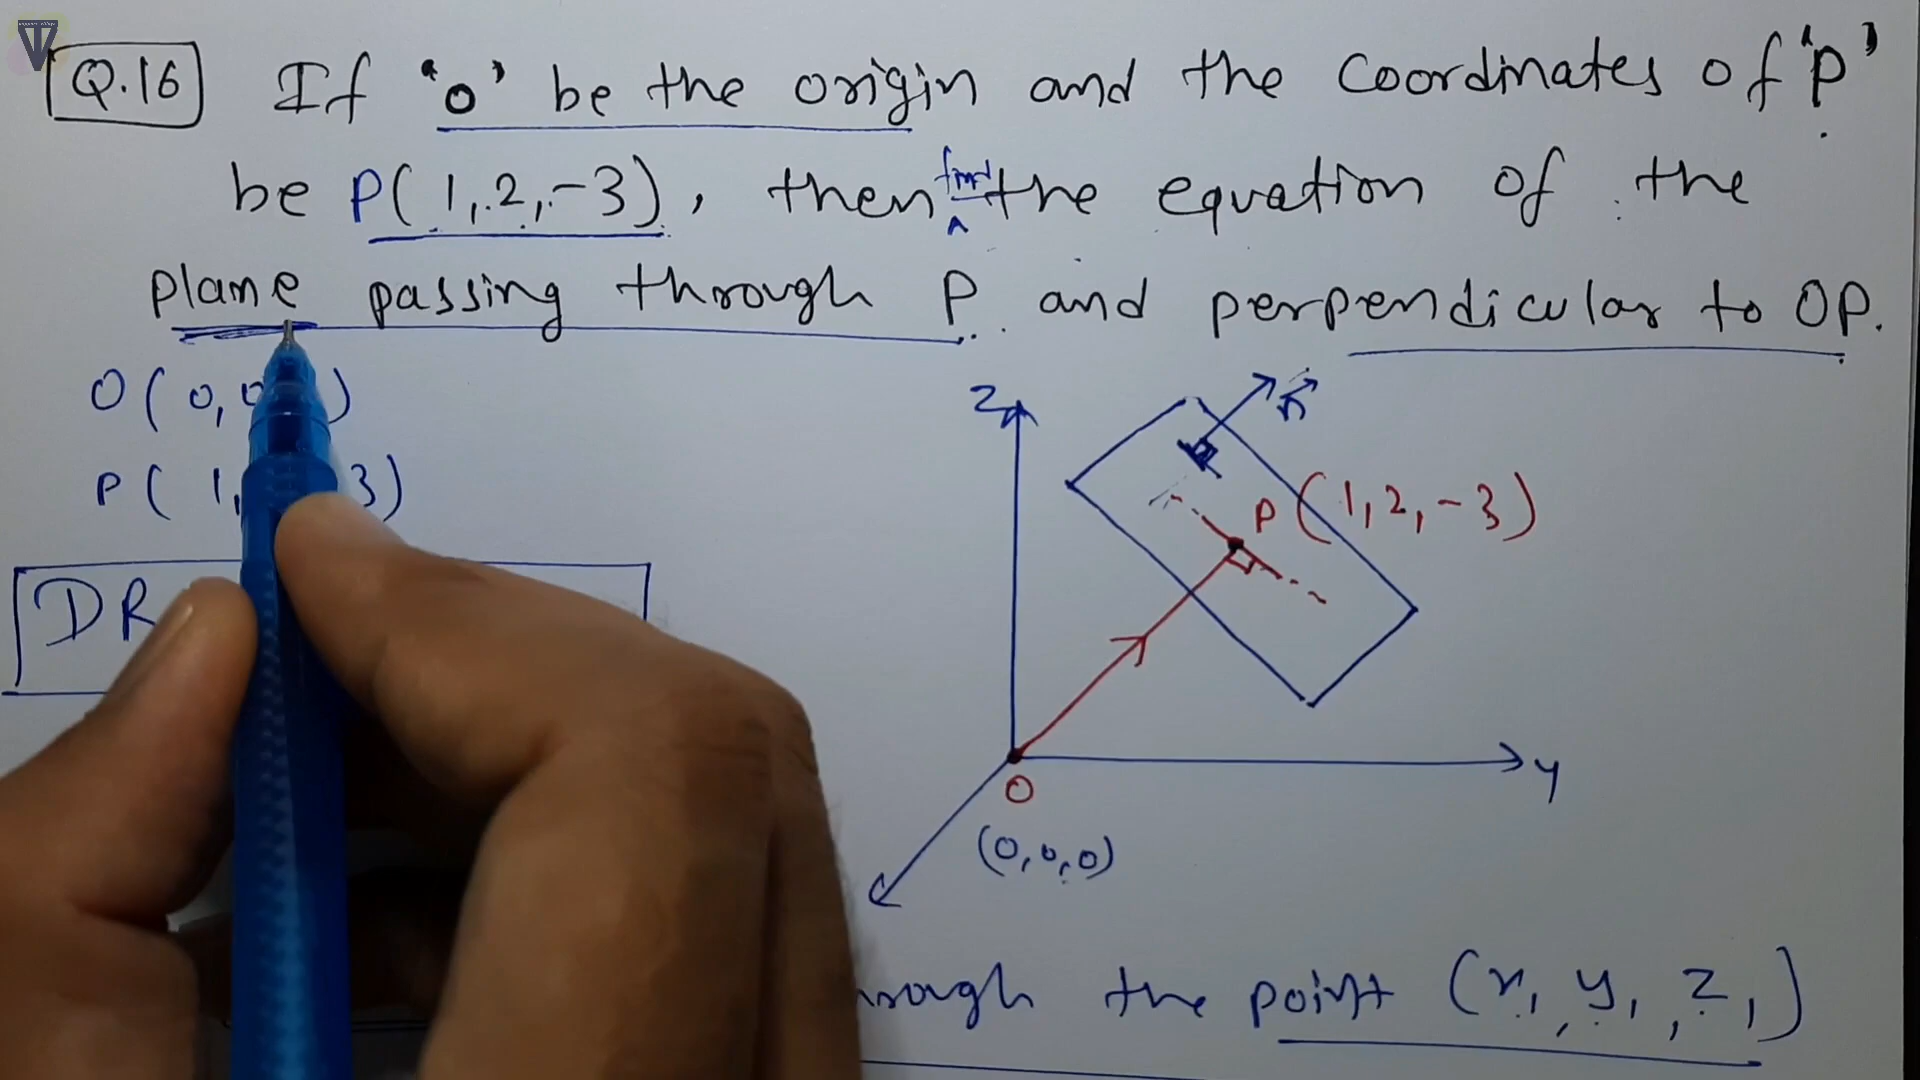 Q.16 If 'O' be the origin and the coordinates of 'P'
be P(1,2,-3), then find the equation of the
plane passing through P and perpendicular to OP.
O(0,0 )
P(1, 3)
DR
Z
n
P(1,2,-3)
y
O
(0,0,0)
the point (x1, y1, z1)